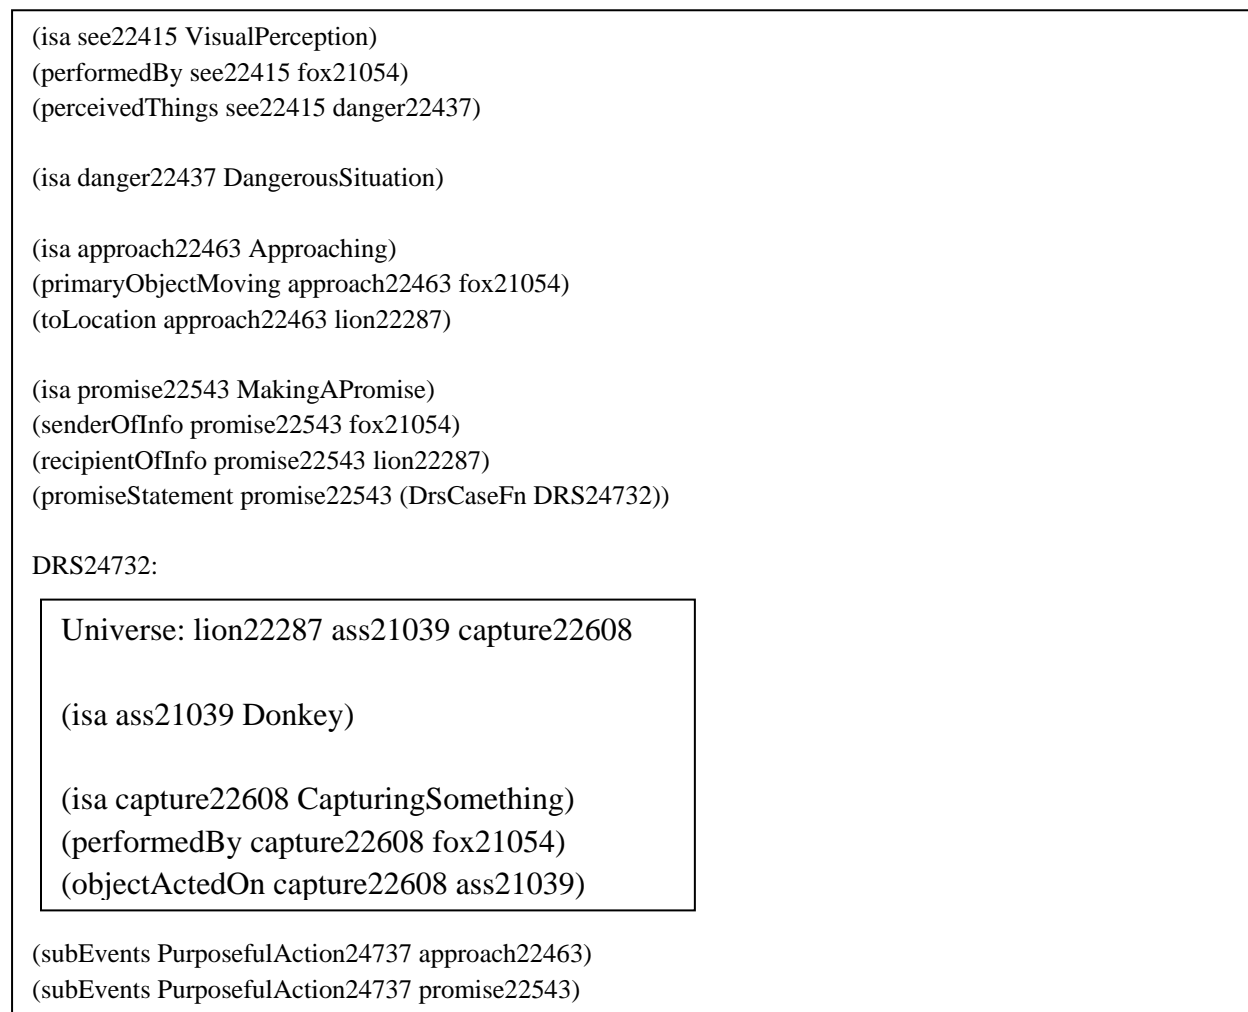 (isa see22415 VisualPerception)
(performedBy see22415 fox21054)
(perceivedThings see22415 danger22437)
(isa danger22437 DangerousSituation)
(isa approach22463 Approaching)
(primaryObjectMoving approach22463 fox21054)
(toLocation approach22463 lion22287)
(isa promise22543 MakingAPromise)
(senderOfInfo promise22543 fox21054)
(recipientOfInfo promise22543 lion22287)
(promiseStatement promise22543 (DrsCaseFn DRS24732))
DRS24732:
Universe: lion22287 ass21039 capture22608
(isa ass21039 Donkey)
(isa capture22608 CapturingSomething)
(performedBy capture22608 fox21054)
(objectActedOn capture22608 ass21039)
(subEvents PurposefulAction24737 approach22463)
(subEvents PurposefulAction24737 promise22543)